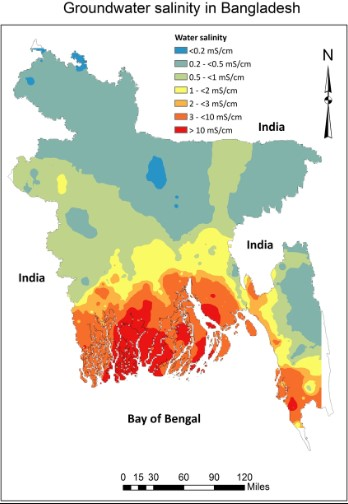 Groundwater salinity in Bangladesh
Water salinity
<0.2 mS/cm
0.2 - <0.5 mS/cm
0.5 - <1 mS/cm
1 - <2 mS/cm
2 - <3 mS/cm
3 - <10 mS/cm
> 10 mS/cm
N
India
India
India
Bay of Bengal
0 15 30 60 90 120
Miles